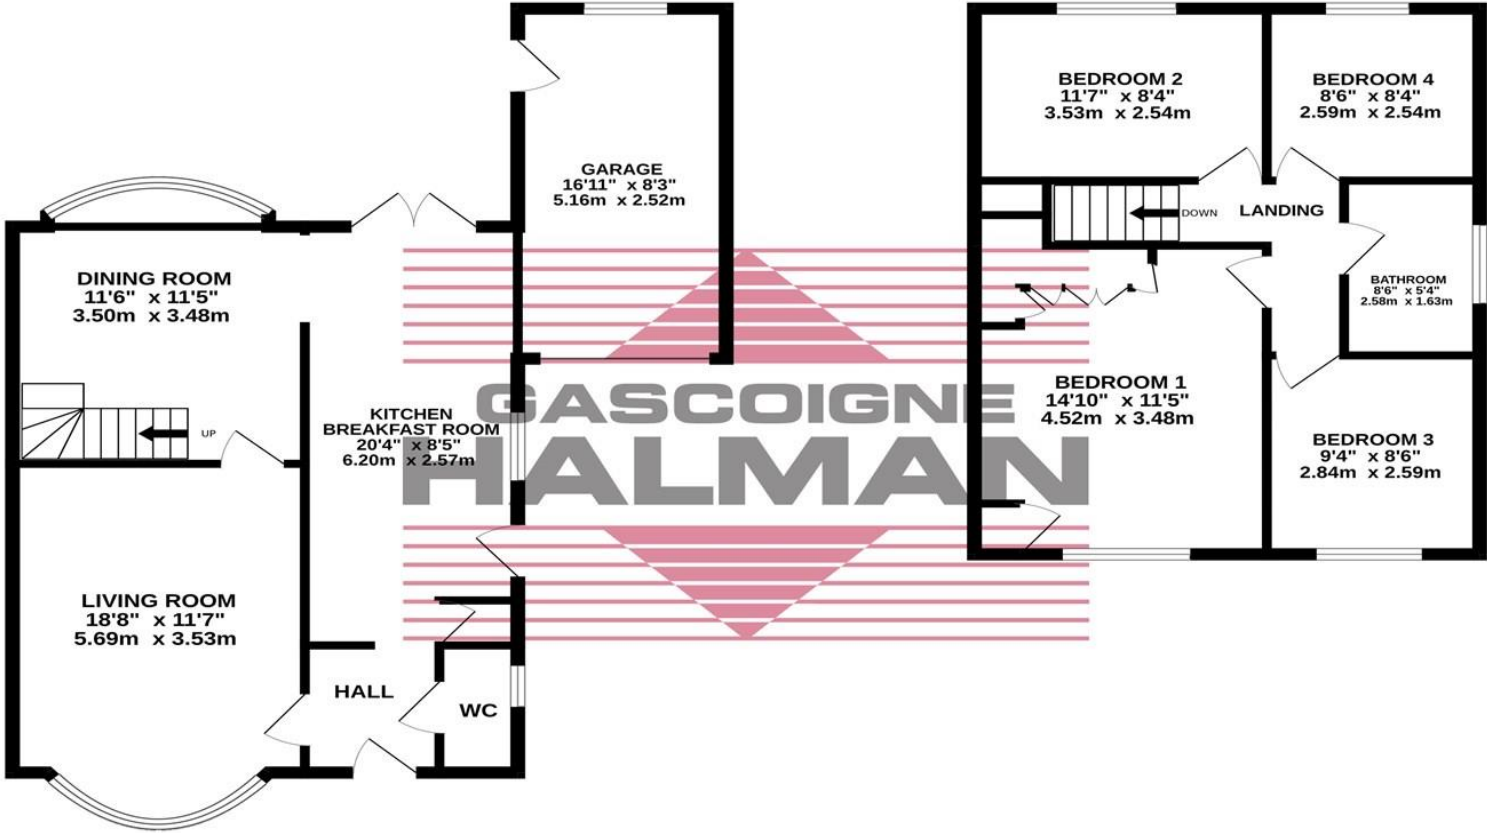 GARAGE
16'11" x 8'3"
5.16m x 2.52m
DINING ROOM
11'6" x 11'5"
3.50m x 3.48m
UP
KITCHEN
BREAKFAST ROOM
20'4" x 8'5"
6.20m x 2.57m
LIVING ROOM
18'8" x 11'7"
5.69m x 3.53m
HALL
WC
GASCOIGNE
HALMAN
BEDROOM 2
11'7" x 8'4"
3.53m x 2.54m
BEDROOM 4
8'6" x 8'4"
2.59m x 2.54m
DOWN
LANDING
BATHROOM
8'6" x 5'4"
2.58m x 1.63m
BEDROOM 1
14'10" x 11'5"
4.52m x 3.48m
BEDROOM 3
9'4" x 8'6"
2.84m x 2.59m